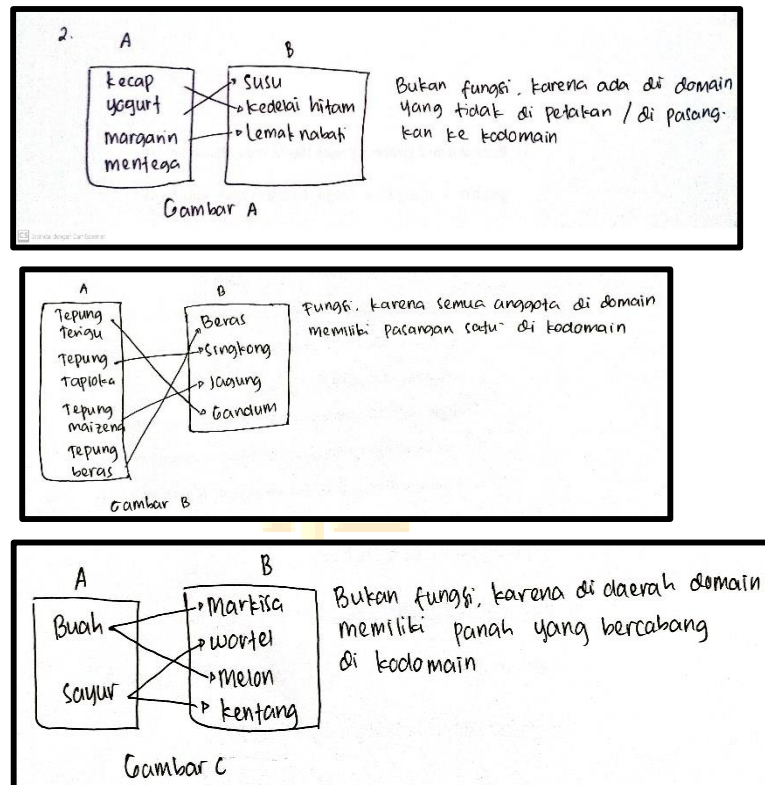 2.
A
B
kecap
yogurt
margarin
mentega
susu
kedelai hitam
Lemak nabati
Gambar A
Bukan fungsi, karena ada di domain
yang tidak di petakan / di pasang-
kan ke kodomain
A
B
Tepung
Terigu
Tepung
Tapioka
Tepung
maizena
Tepung
beras
Beras
Singkong
Jagung
Gandum
Gambar B
Fungsi, karena semua anggota di domain
memiliki pasangan satu- di kodomain
A
B
Buah
Sayur
Markisa
wortel
Melon
kentang
Gambar C
Bukan fungsi, karena di daerah domain
memiliki panah yang bercabang
di kodomain